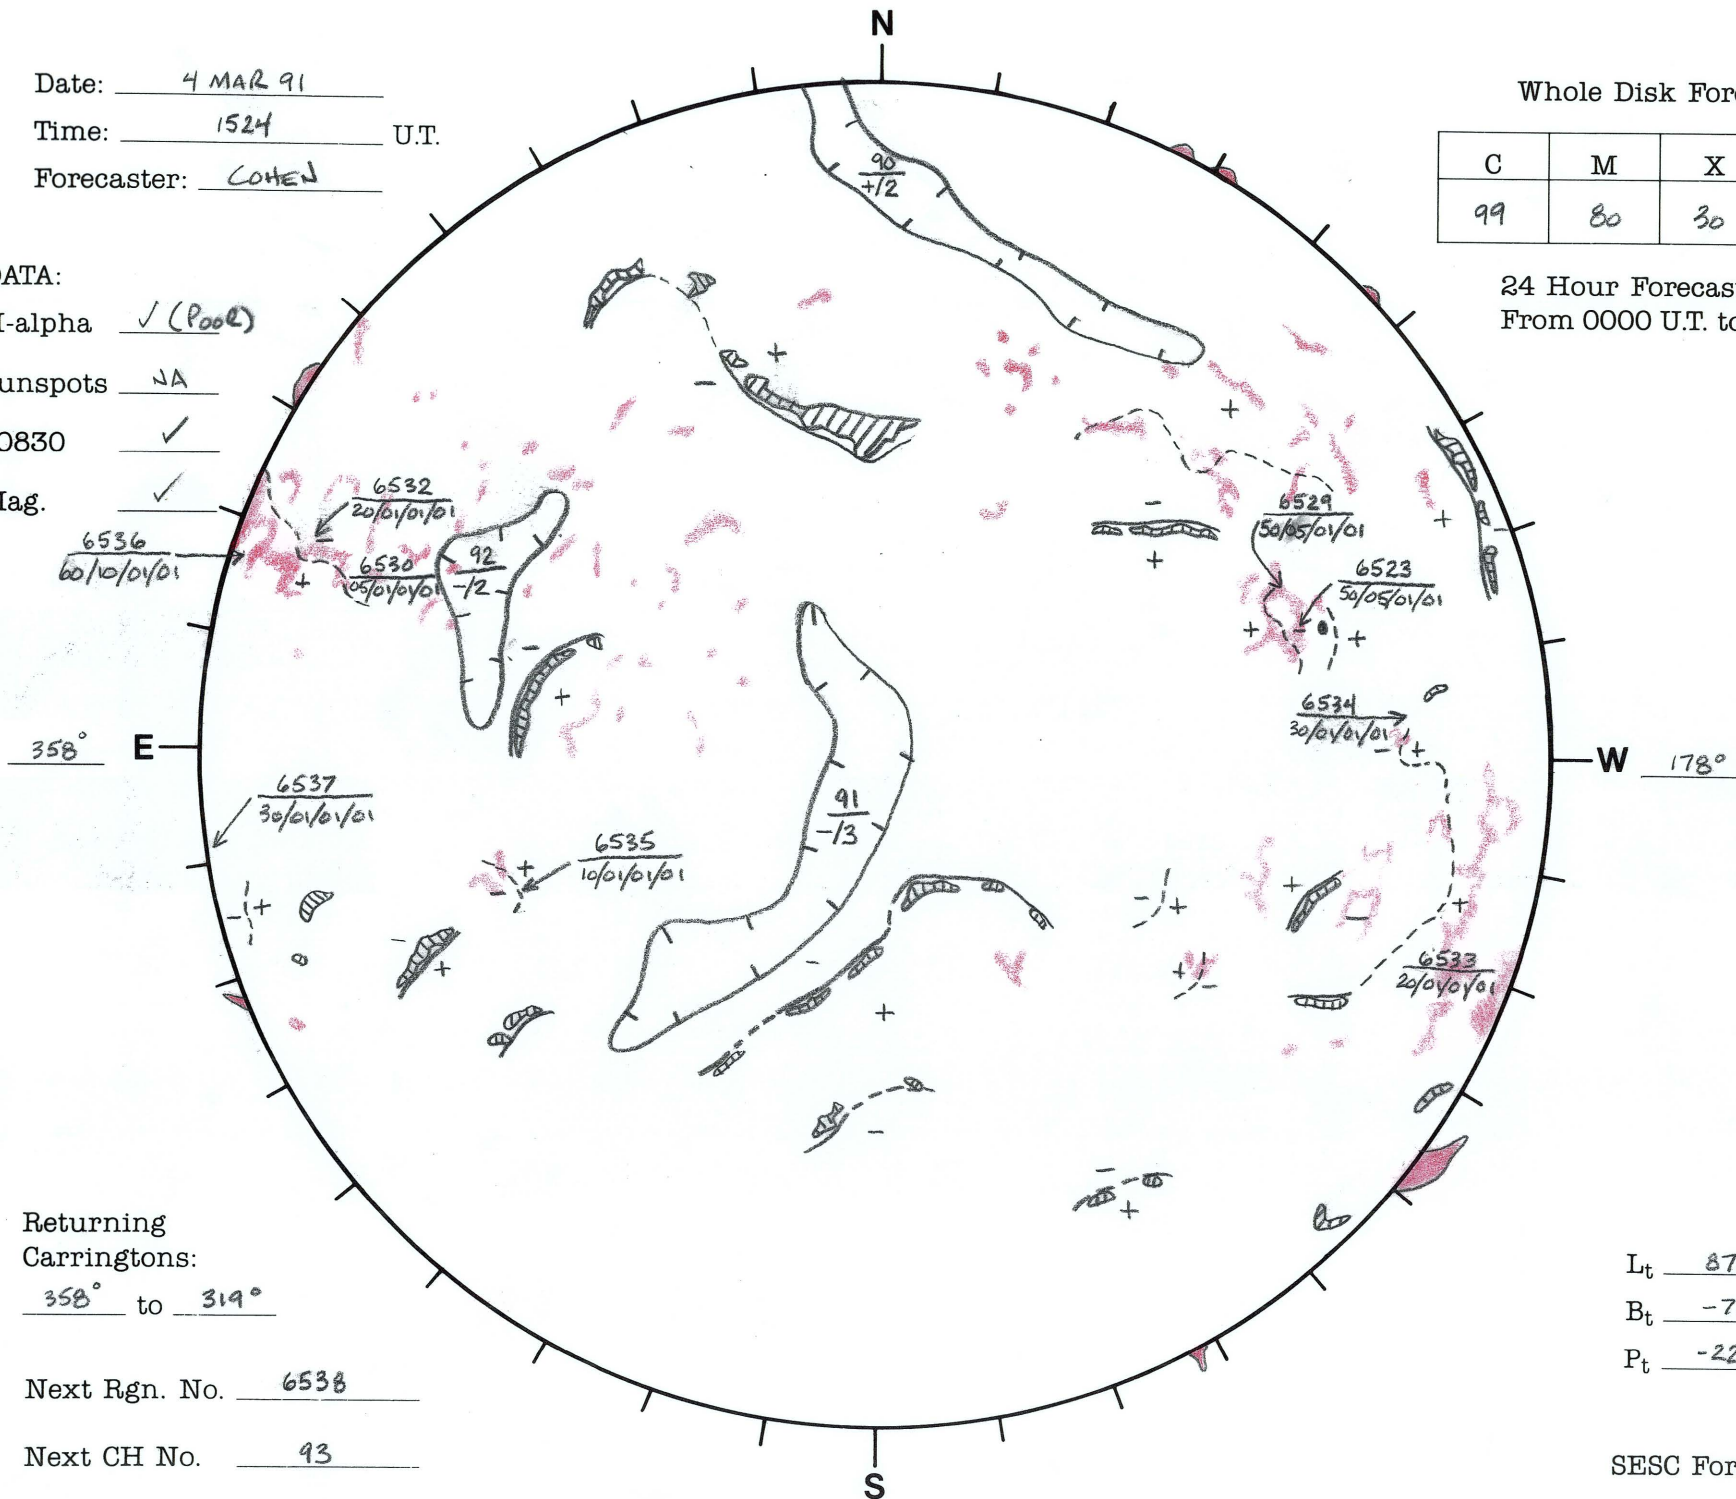 N
Date: 4 MAR 91
Time: 1524 U.T.
Forecaster: COHEN
Whole Disk Fore
C M X
99 80 30
24 Hour Forecas
From 0000 U.T. to
DATA:
H-alpha ✓ (POOR)
unspots NA
0830 ✓
Mag. ✓
90
+/2
+
-
+
6532
20/01/01/01
6536
60/10/01/01
-
+
6530
05/01/01/01
92
-/2
-
+
-
+
6529
50/05/01/01
-
+
6523
50/05/01/01
+ - +
6534
30/01/01/01
- +
358° E
W 178°
6537
30/01/01/01
91
-/3
6535
10/01/01/01
+
-
- +
-
+
-
+
- +
+
-
+ -
+
-
+
6533
20/01/01/01
-
+
Returning
Carringtons:
358° to 319°
Next Rgn. No. 6538
Next CH No. 93
Lt 87
Bt -7
Pt -22
SESC For
S